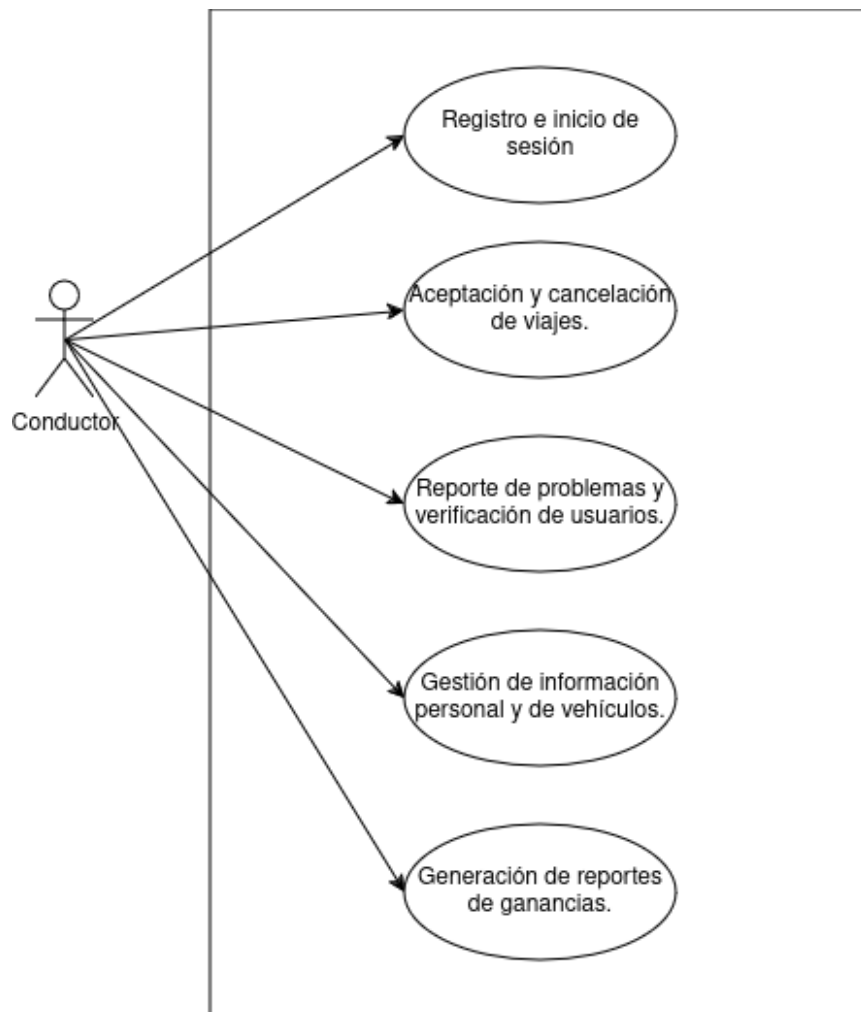 Registro e inicio de
sesión
Aceptación y cancelación
de viajes.
Conductor
Reporte de problemas y
verificación de usuarios.
Gestión de información
personal y de vehículos.
Generación de reportes
de ganancias.